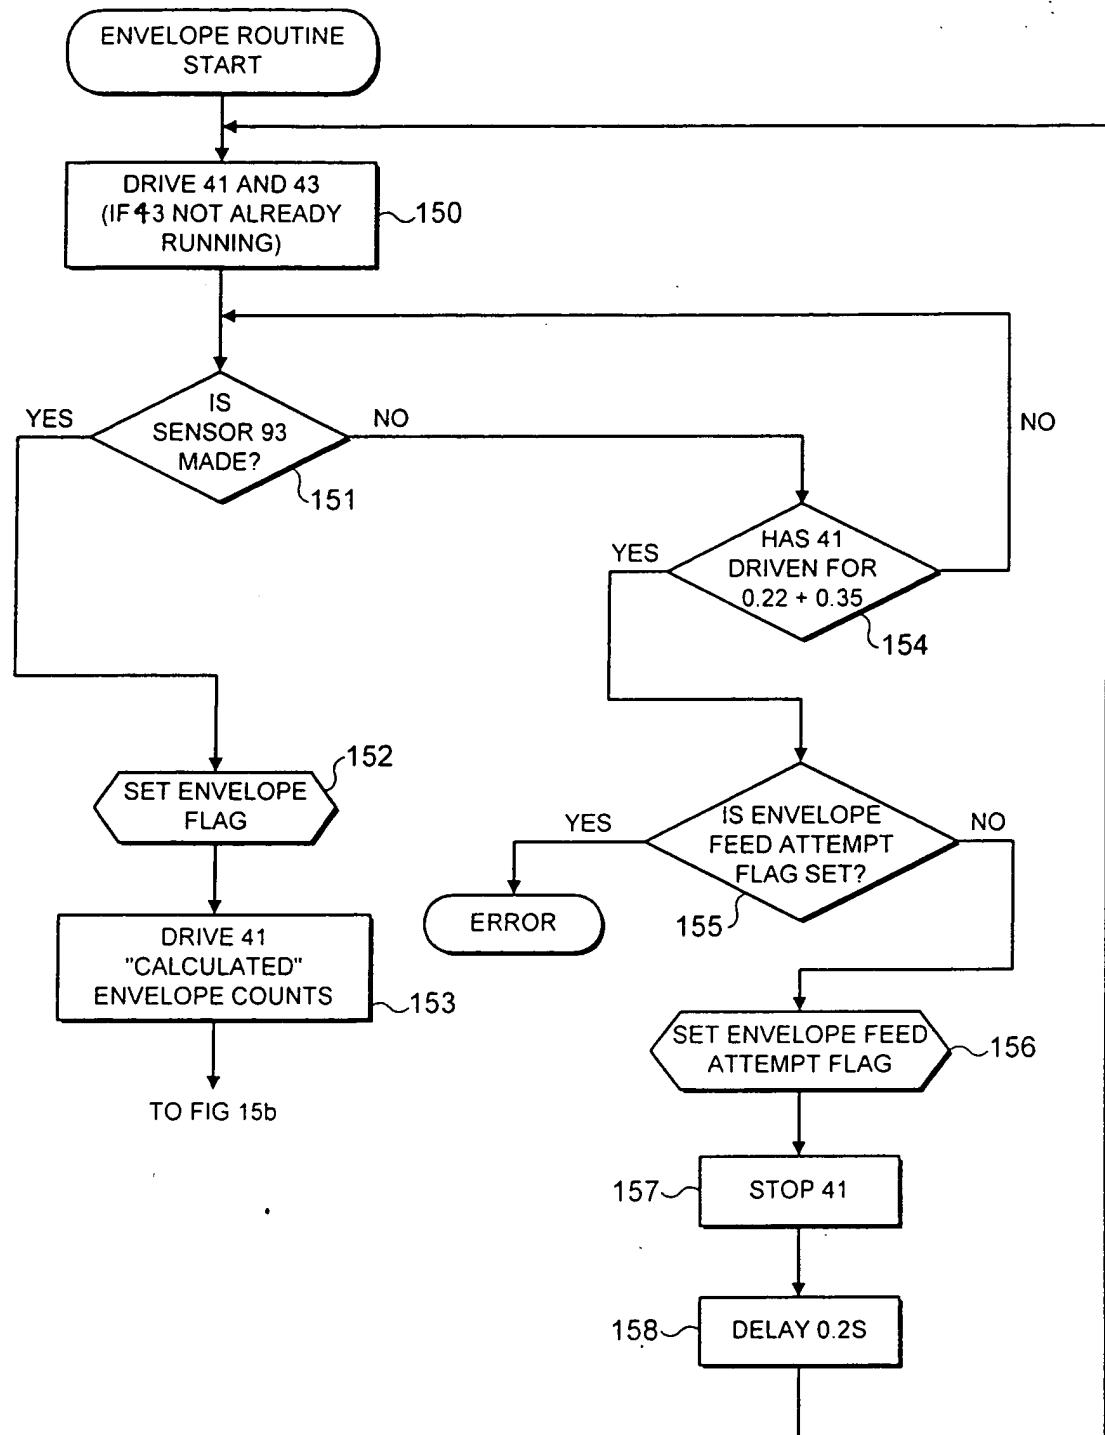 ENVELOPE ROUTINE
START
DRIVE 41 AND 43
(IF 43 NOT ALREADY
RUNNING)
150
IS
SENSOR 93
MADE?
YES
NO
151
NO
HAS 41
DRIVEN FOR
0.22 + 0.35
YES
154
152
SET ENVELOPE
FLAG
IS ENVELOPE
FEED ATTEMPT
FLAG SET?
YES
NO
155
ERROR
DRIVE 41
"CALCULATED"
ENVELOPE COUNTS
153
TO FIG 15b
SET ENVELOPE FEED
ATTEMPT FLAG
156
157
STOP 41
158
DELAY 0.2S